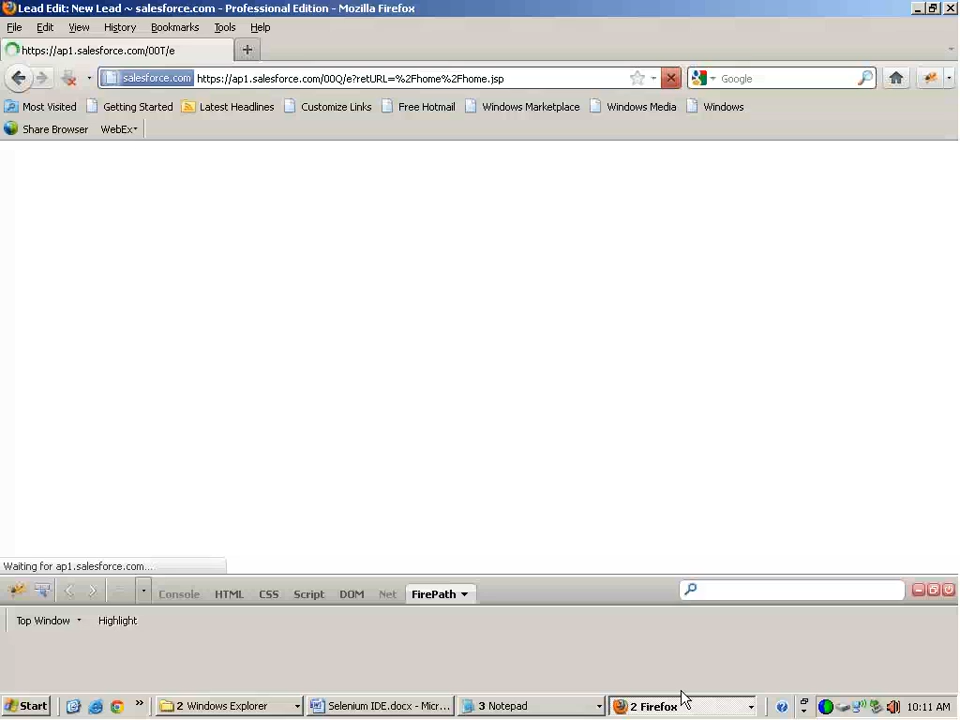 Lead Edit: New Lead ~ salesforce.com - Professional Edition - Mozilla Firefox
File Edit View History Bookmarks Tools Help
https://ap1.salesforce.com/00T/e
salesforce.com https://ap1.salesforce.com/00Q/e?retURL=%2Fhome%2Fhome.jsp Google
Most Visited Getting Started Latest Headlines Customize Links Free Hotmail Windows Marketplace Windows Media Windows
Share Browser WebEx
Waiting for ap1.salesforce.com...
Console HTML CSS Script DOM Net FirePath
Top Window Highlight
Start » 2 Windows Explorer Selenium IDE.docx - Micr... 3 Notepad 2 Firefox 10:11 AM